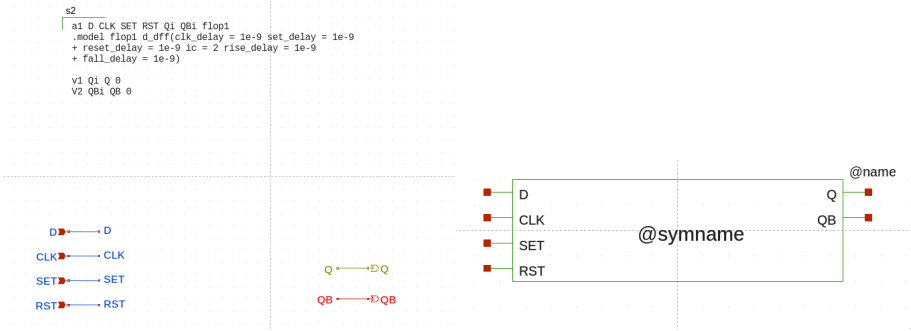 s2
a1 D CLK SET RST Qi QBi flop1
.model flop1 d_dff(clk_delay = 1e-9 set_delay = 1e-9
+ reset_delay = 1e-9 ic = 2 rise_delay = 1e-9
+ fall_delay = 1e-9)
v1 Qi Q 0
V2 QBi QB 0
D D
CLK CLK
SET SET
RST RST
Q Q
QB QB
@name
D Q
CLK QB
@symname
SET
RST